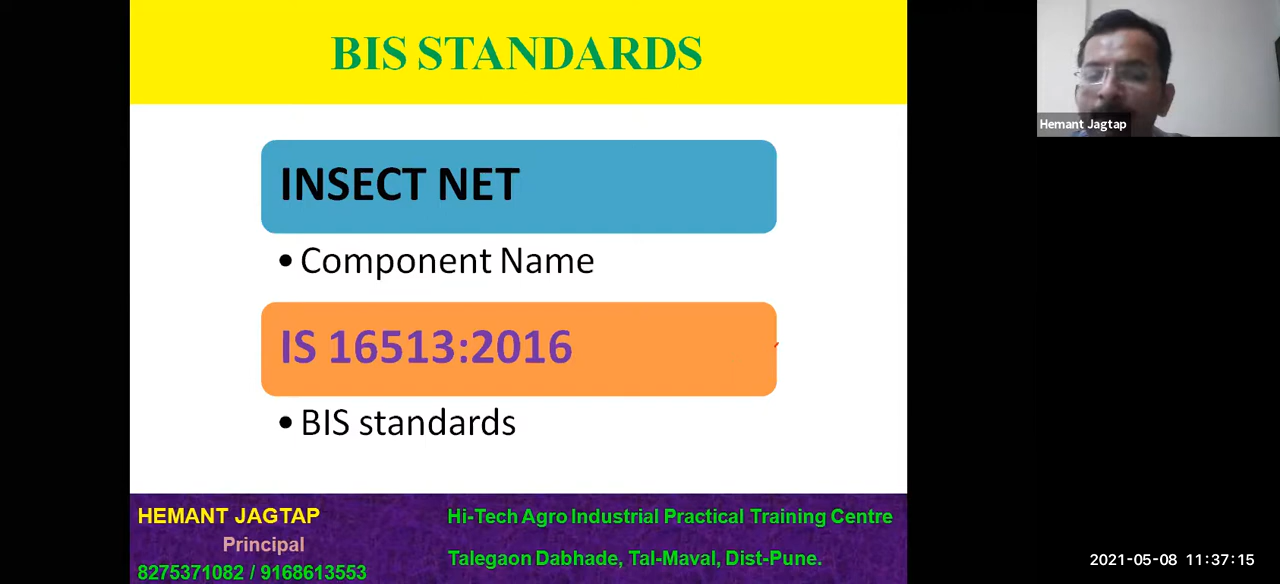 BIS STANDARDS
INSECT NET
• Component Name
IS 16513:2016
• BIS standards
HEMANT JAGTAP
Principal
8275371082 / 9168613553
Hi-Tech Agro Industrial Practical Training Centre
Talegaon Dabhade, Tal-Maval, Dist-Pune.
Hemant Jagtap
2021-05-08 11:37:15